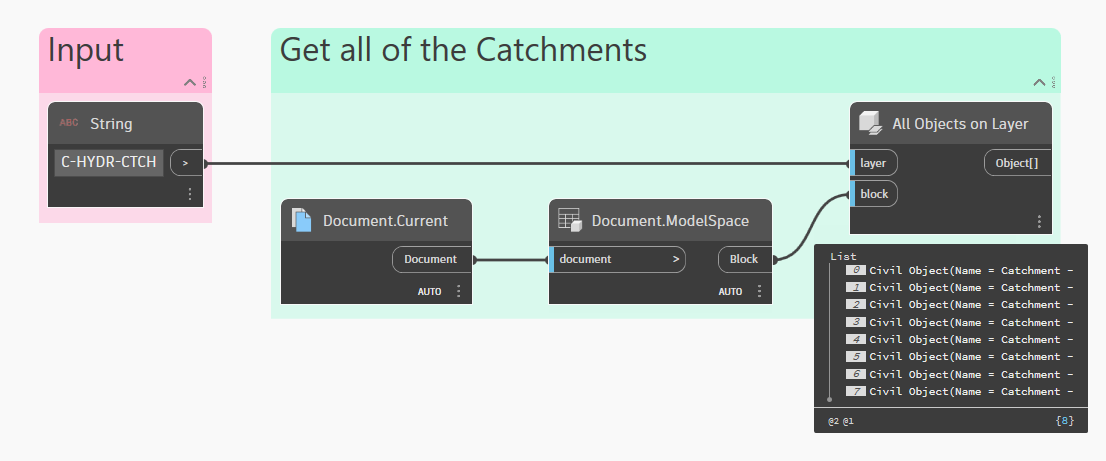 Input
Get all of the Catchments
ABC String
C-HYDR-CTCH >
All Objects on Layer
layer Object[]
block
Document.Current
Document
AUTO
Document.ModelSpace
document > Block
AUTO
List
0 Civil Object(Name = Catchment -
1 Civil Object(Name = Catchment -
2 Civil Object(Name = Catchment -
3 Civil Object(Name = Catchment -
4 Civil Object(Name = Catchment -
5 Civil Object(Name = Catchment -
6 Civil Object(Name = Catchment -
7 Civil Object(Name = Catchment -
@2 @1 {8}